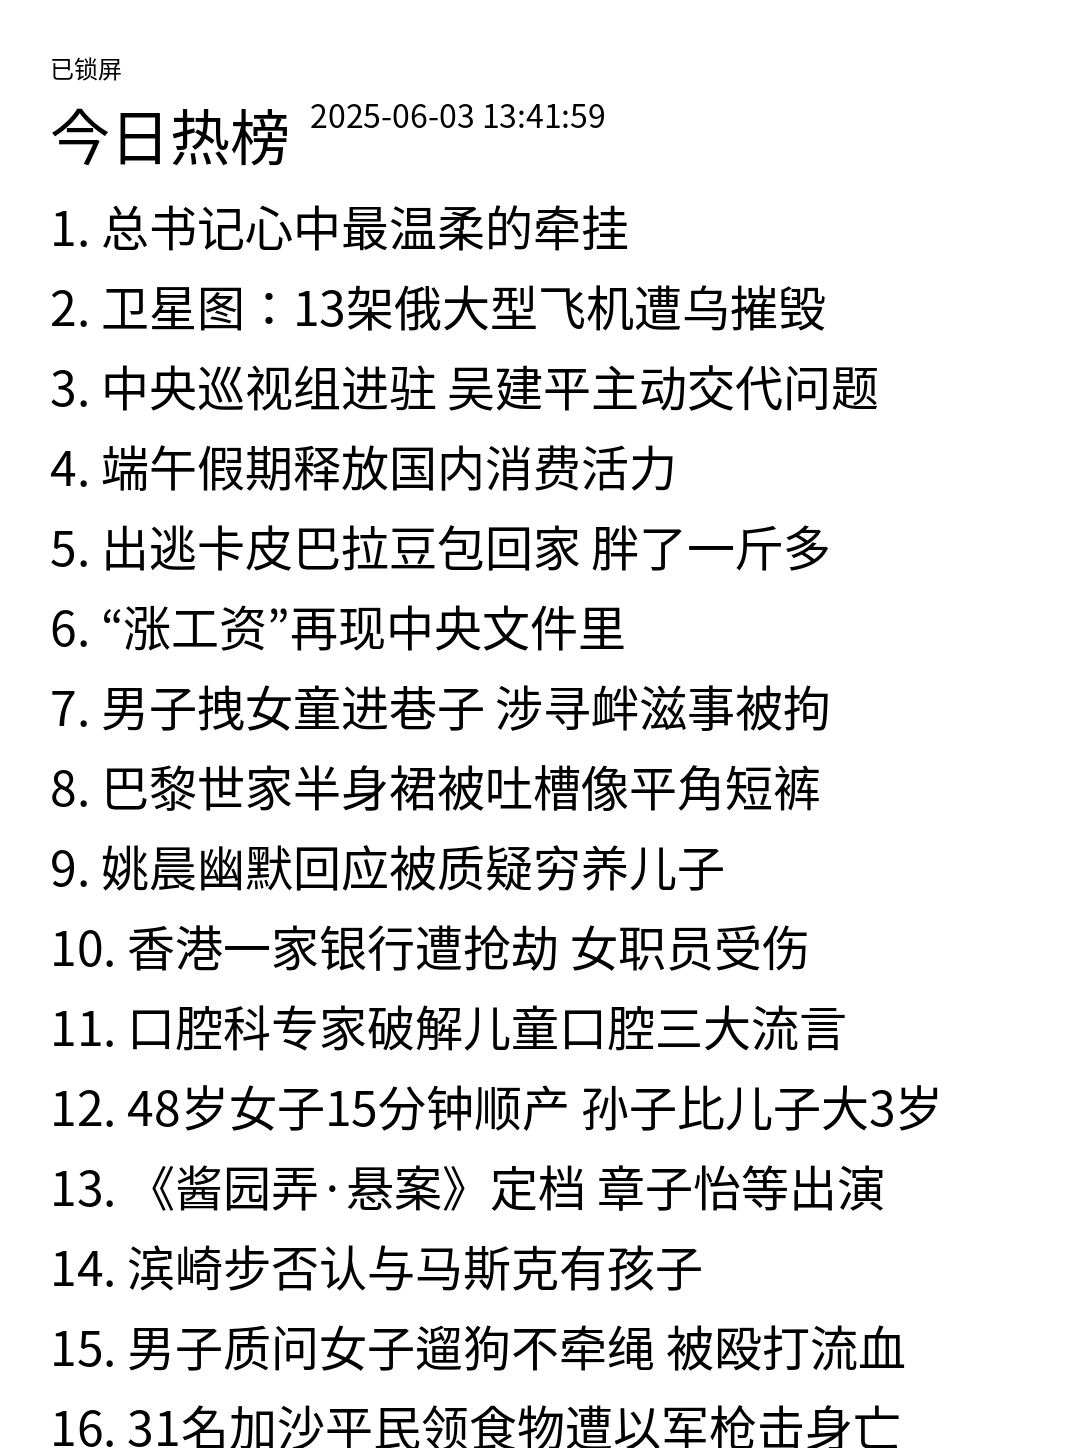 已锁屏
今日热榜 2025-06-03 13:41:59
1. 总书记心中最温柔的牵挂
2. 卫星图：13架俄大型飞机遭乌摧毁
3. 中央巡视组进驻 吴建平主动交代问题
4. 端午假期释放国内消费活力
5. 出逃卡皮巴拉豆包回家 胖了一斤多
6. “涨工资”再现中央文件里
7. 男子拽女童进巷子 涉寻衅滋事被拘
8. 巴黎世家半身裙被吐槽像平角短裤
9. 姚晨幽默回应被质疑穷养儿子
10. 香港一家银行遭抢劫 女职员受伤
11. 口腔科专家破解儿童口腔三大流言
12. 48岁女子15分钟顺产 孙子比儿子大3岁
13. 《酱园弄·悬案》定档 章子怡等出演
14. 滨崎步否认与马斯克有孩子
15. 男子质问女子遛狗不牵绳 被殴打流血
16. 31名加沙平民领食物遭以军枪击身亡